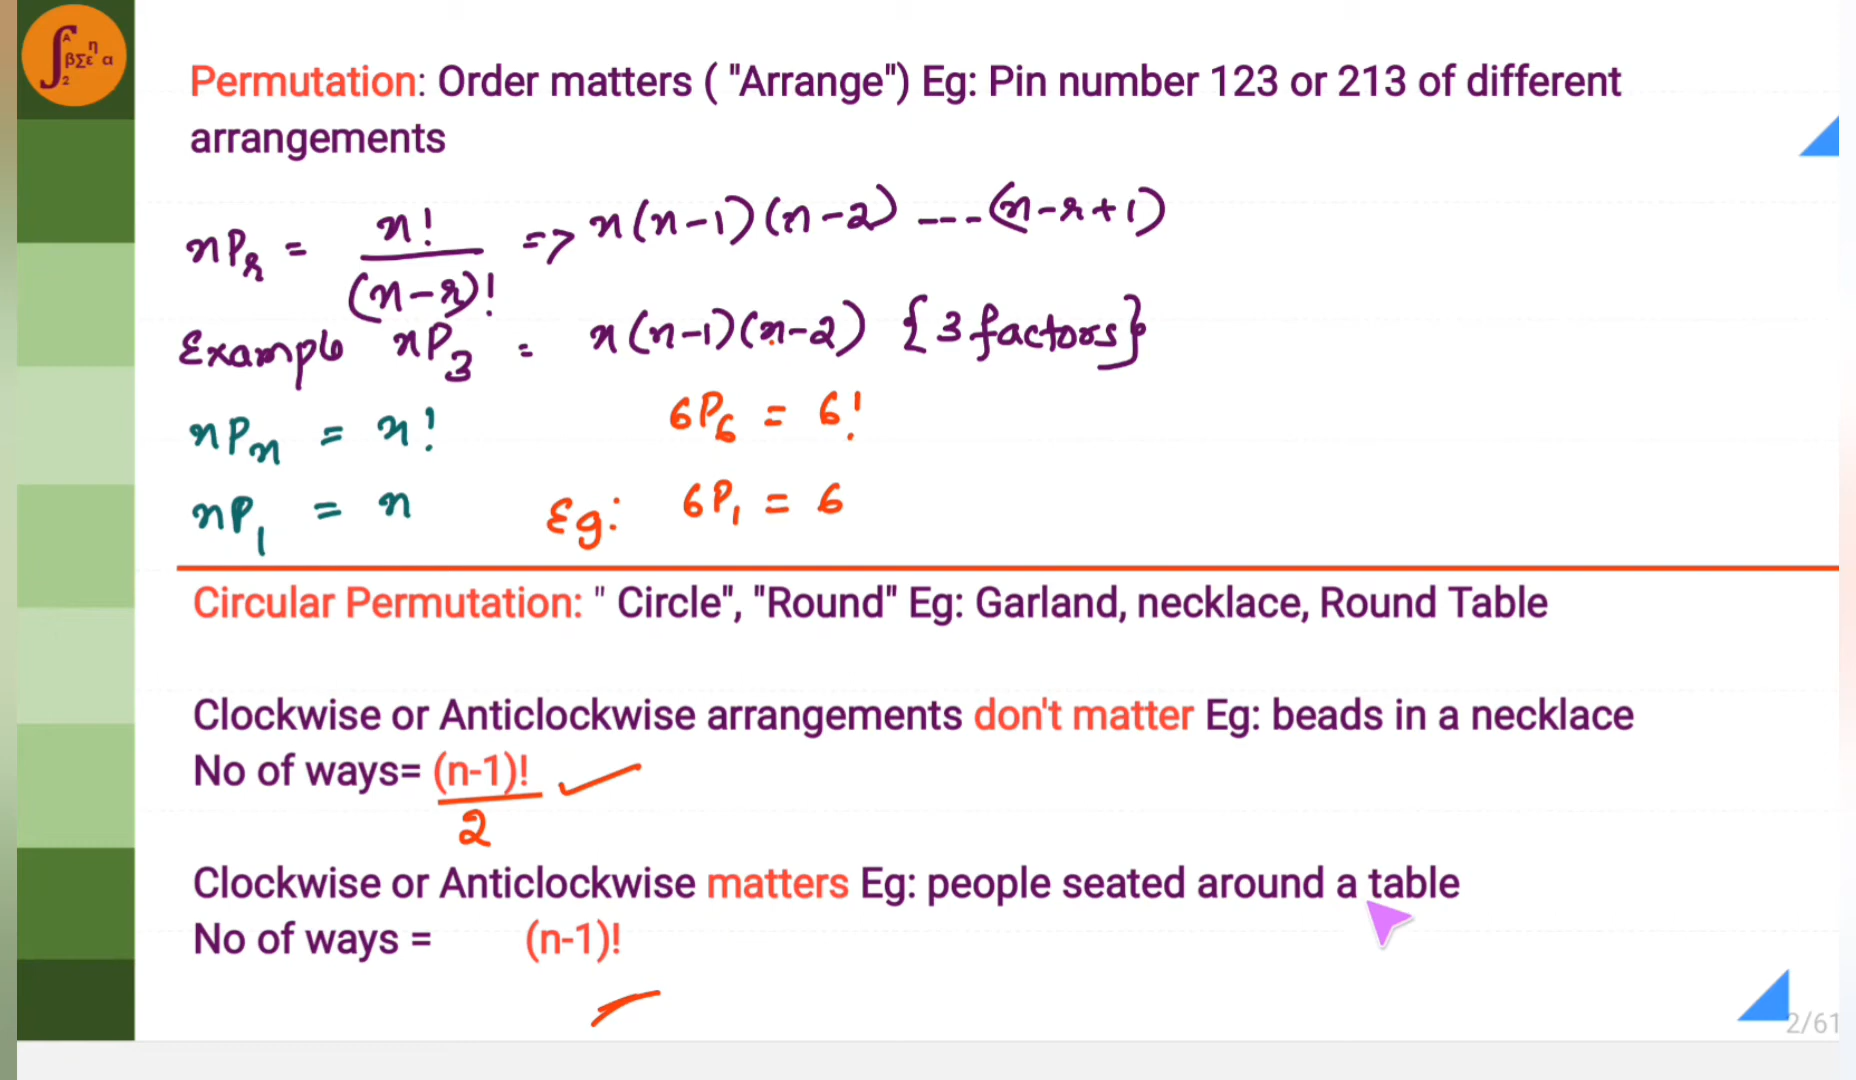 Permutation: Order matters ( "Arrange") Eg: Pin number 123 or 213 of different
arrangements
nPr = n!/(n-r)! => n(n-1)(n-2) ---(n-r+1)
Example nP3 = n(n-1)(n-2) {3 factors}
nPn = n! 6P6 = 6!
nP1 = n Eg: 6P1 = 6
Circular Permutation: " Circle", "Round" Eg: Garland, necklace, Round Table
Clockwise or Anticlockwise arrangements don't matter Eg: beads in a necklace
No of ways= (n-1)!
2
Clockwise or Anticlockwise matters Eg: people seated around a table
No of ways = (n-1)!
2/61